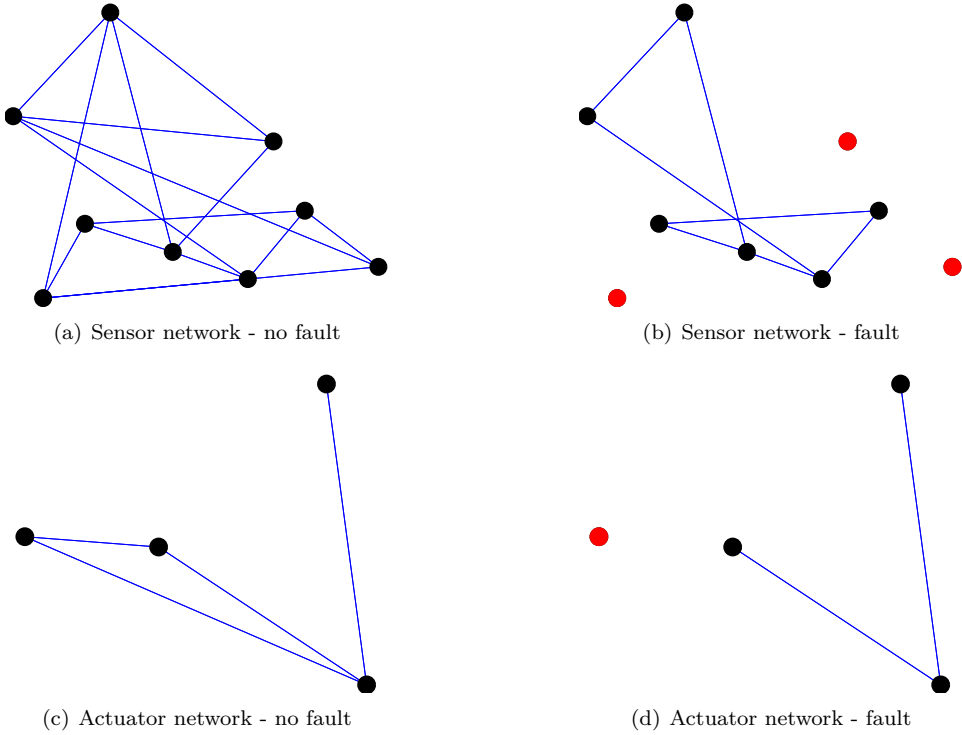 (a) Sensor network - no fault
(b) Sensor network - fault
(c) Actuator network - no fault
(d) Actuator network - fault